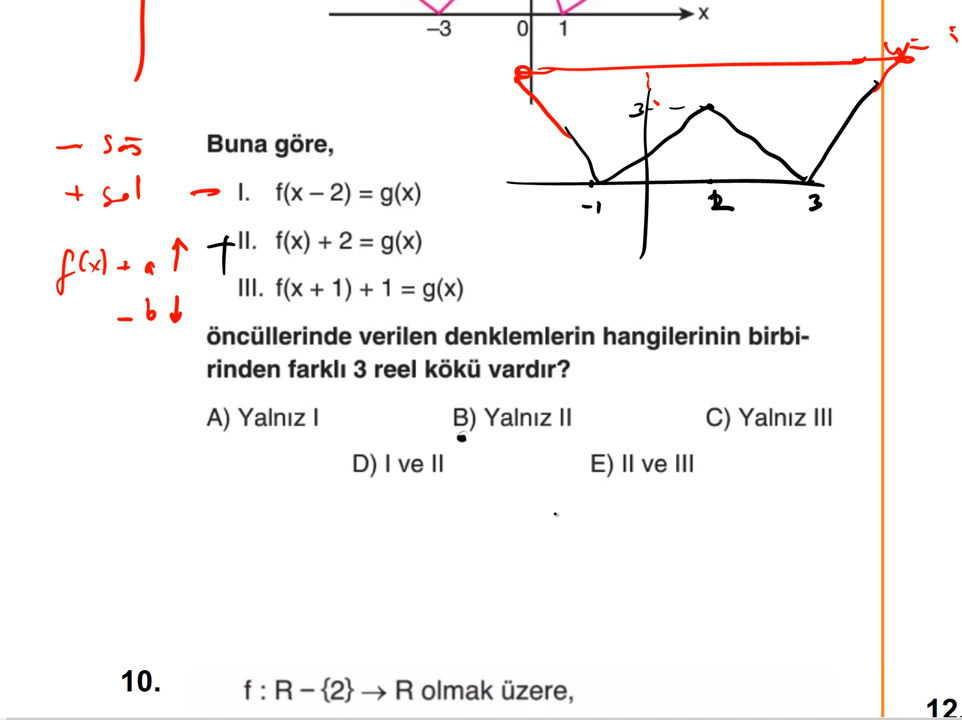 x
-3 0 1
3
-1 2 3
Buna göre,
- sağ
+ sol
I. f(x – 2) = g(x)
II. f(x) + 2 = g(x)
f(x) + a ↑
- b ↓
III. f(x + 1) + 1 = g(x)
öncüllerinde verilen denklemlerin hangilerinin birbi-
rinden farklı 3 reel kökü vardır?
A) Yalnız I B) Yalnız II C) Yalnız III
D) I ve II E) II ve III
10. f : R – {2} → R olmak üzere,
12.